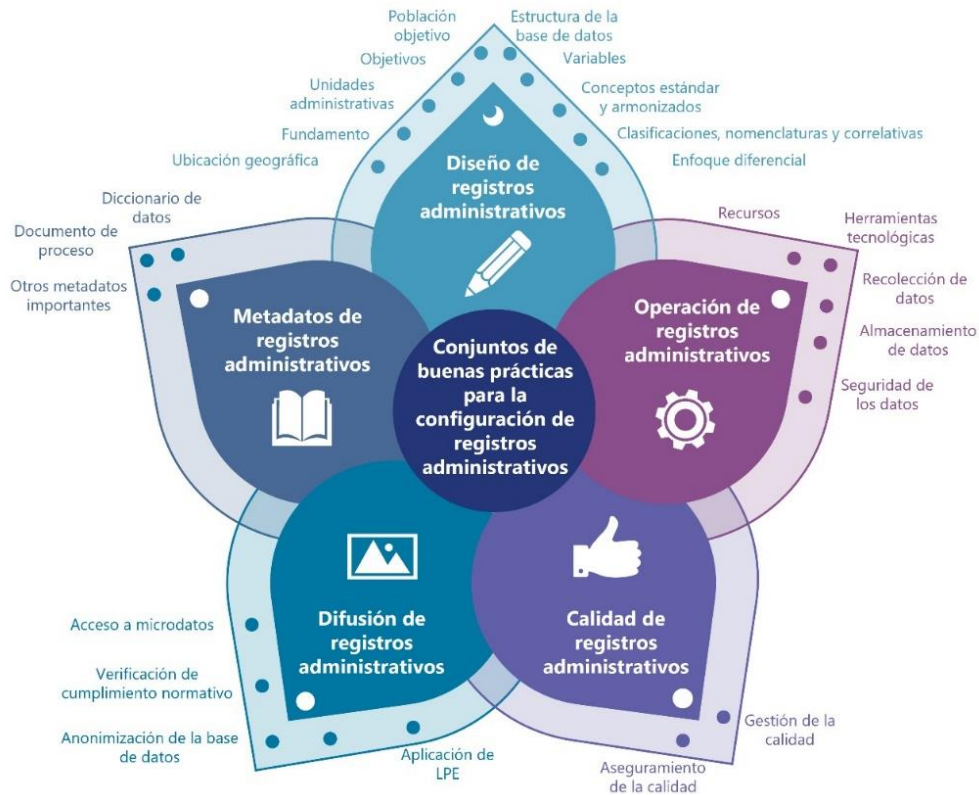 Población
objetivo
Objetivos
Unidades
administrativas
Fundamento
Ubicación geográfica
Estructura de la
base de datos
Variables
Conceptos estándar
y armonizados
Clasificaciones, nomenclaturas y correlativas
Enfoque diferencial
Diseño de
registros
administrativos
Diccionario de
datos
Documento de
proceso
Otros metadatos
importantes
Metadatos de
registros
administrativos
Recursos
Herramientas
tecnológicas
Recolección de
datos
Almacenamiento
de datos
Seguridad de
los datos
Operación de
registros
administrativos
Conjuntos de
buenas prácticas
para la
configuración de
registros
administrativos
Difusión de
registros
administrativos
Acceso a microdatos
Verificación de
cumplimiento normativo
Anonimización de la base
de datos
Aplicación de
LPE
Calidad de
registros
administrativos
Gestión de la
calidad
Aseguramiento
de la calidad